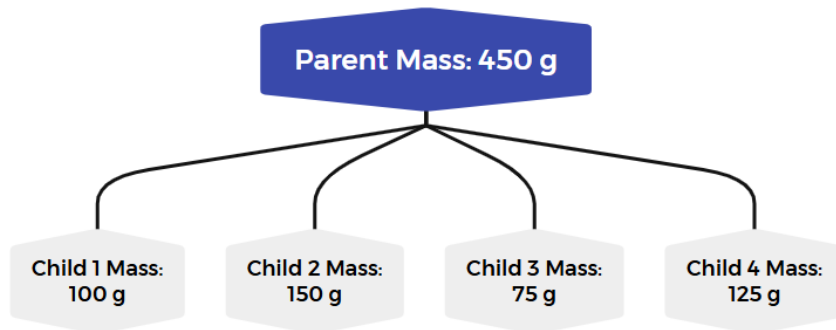 Parent Mass: 450 g
Child 1 Mass:
100 g
Child 2 Mass:
150 g
Child 3 Mass:
75 g
Child 4 Mass:
125 g